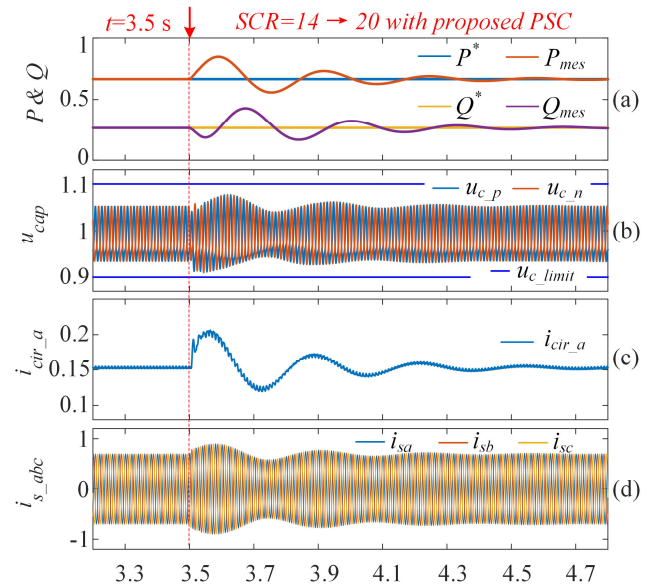 t=3.5 s SCR=14 → 20 with proposed PSC
1
0.5
0
P & Q
P* P_mes
Q* Q_mes
(a)
1.1
1
0.9
u_cap
u_c_p u_c_n
u_c_limit
(b)
0.2
0.15
0.1
i_cir_a
i_cir_a
(c)
1
0
-1
i_s_abc
i_sa i_sb i_sc
(d)
3.3 3.5 3.7 3.9 4.1 4.3 4.5 4.7